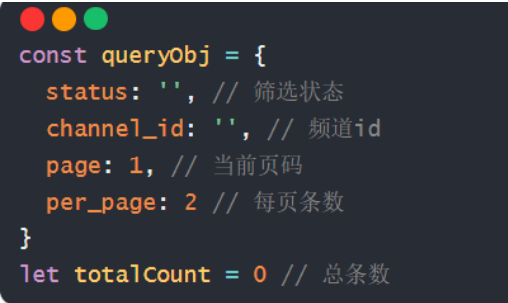 const queryObj = {
  status: '', // 筛选状态
  channel_id: '', // 频道id
  page: 1, // 当前页码
  per_page: 2 // 每页条数
}
let totalCount = 0 // 总条数